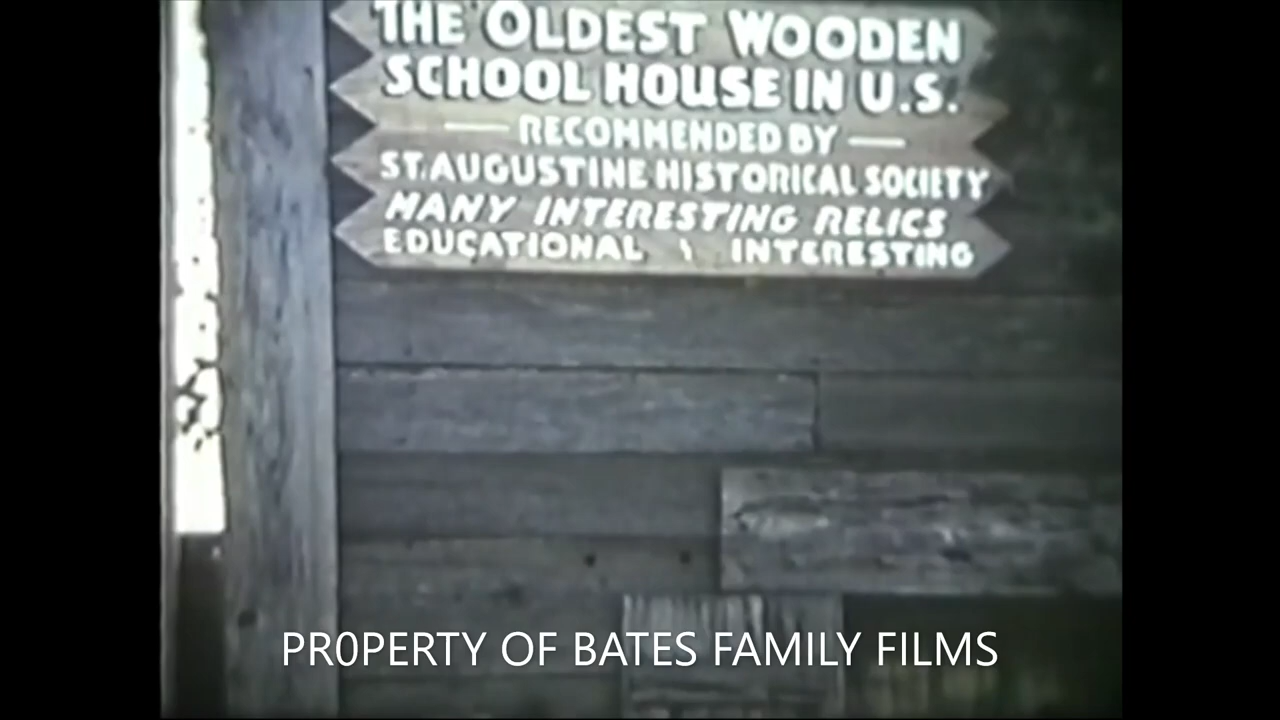 THE OLDEST WOODEN
SCHOOL HOUSE IN U.S.
— RECOMMENDED BY —
ST. AUGUSTINE HISTORICAL SOCIETY
MANY INTERESTING RELICS
EDUCATIONAL INTERESTING
PR0PERTY OF BATES FAMILY FILMS